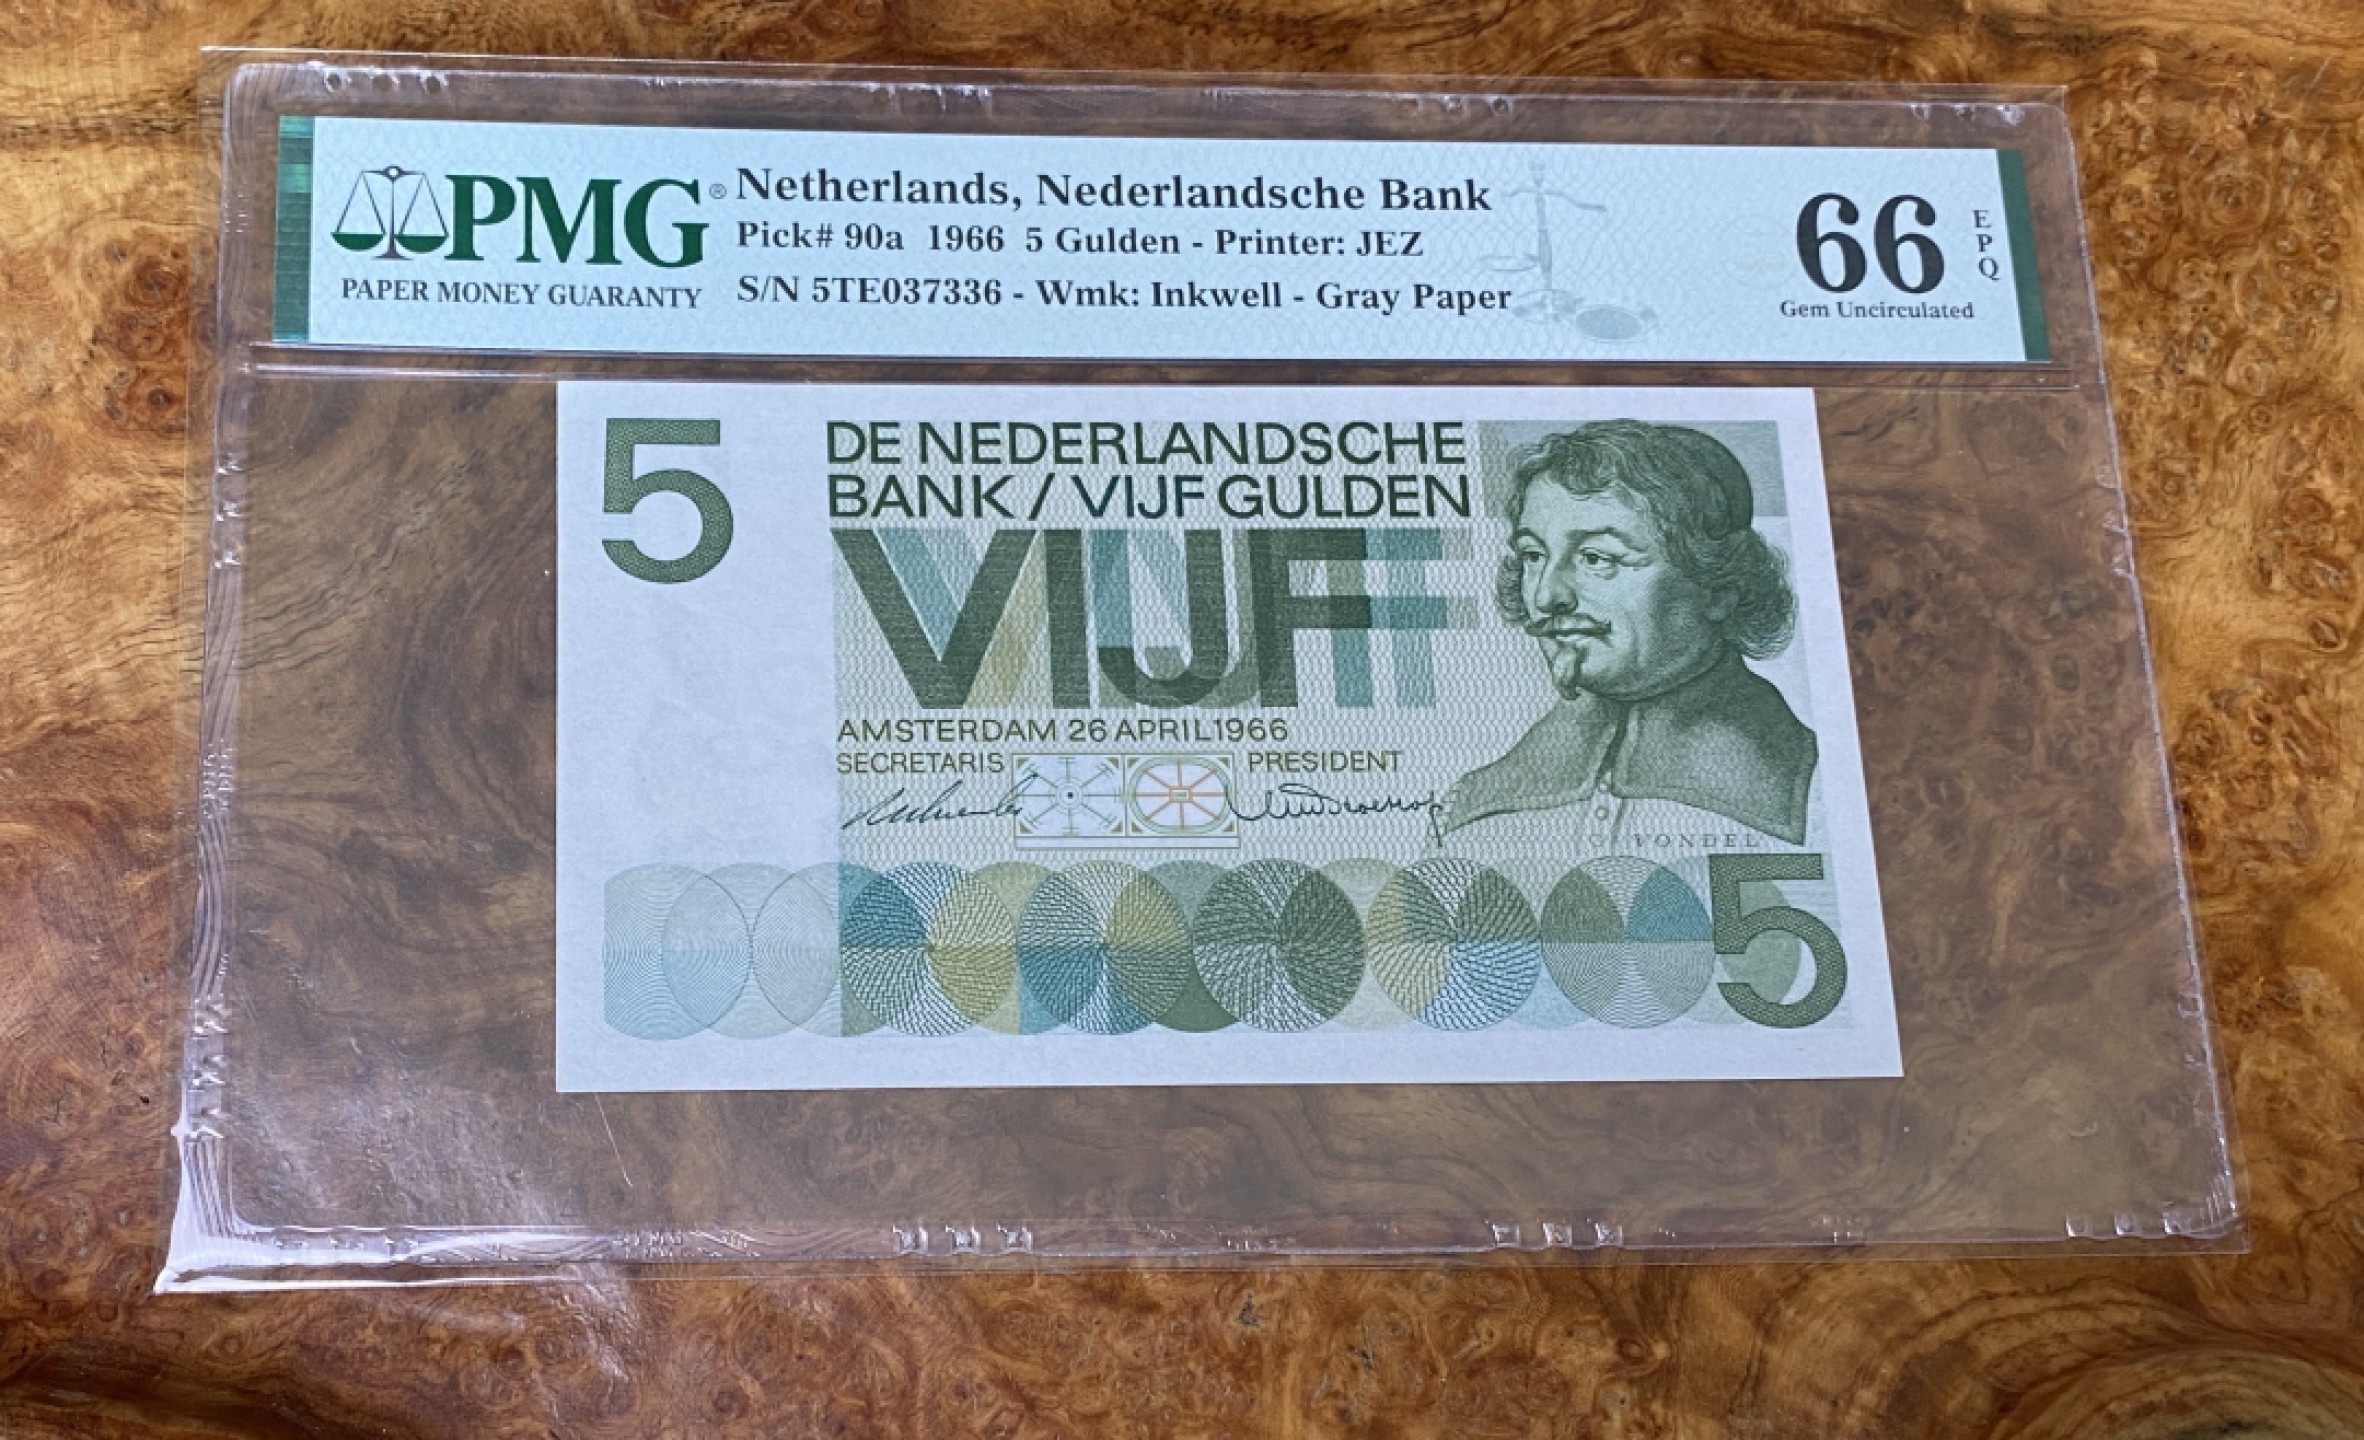 PMG®
PAPER MONEY GUARANTY
Netherlands, Nederlandsche Bank
Pick# 90a 1966 5 Gulden - Printer: JEZ
S/N 5TE037336 - Wmk: Inkwell - Gray Paper
66
EPQ
Gem Uncirculated
5
DE NEDERLANDSCHE
BANK / VIJF GULDEN
VIJF
AMSTERDAM 26 APRIL 1966
SECRETARIS PRESIDENT
VONDEL
5